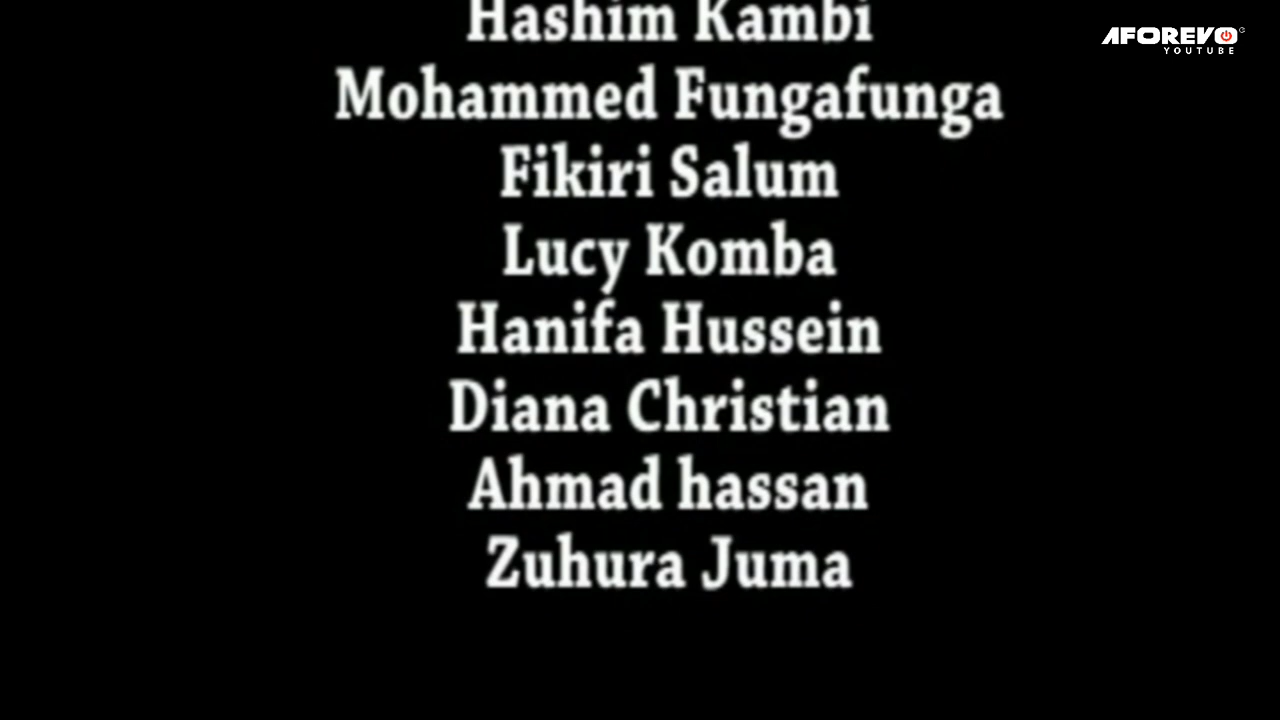 Hashim Kambi
AFOREVO
YOUTUBE
Mohammed Fungafunga
Fikiri Salum
Lucy Komba
Hanifa Hussein
Diana Christian
Ahmad hassan
Zuhura Juma